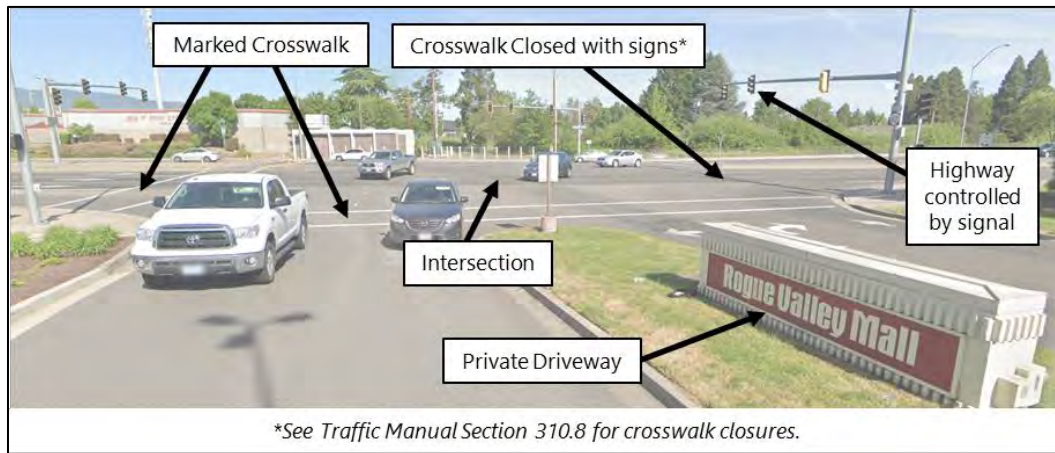 Marked Crosswalk
Crosswalk Closed with signs*
Highway
controlled
by signal
Intersection
Rogue Valley Mall
Private Driveway
*See Traffic Manual Section 310.8 for crosswalk closures.